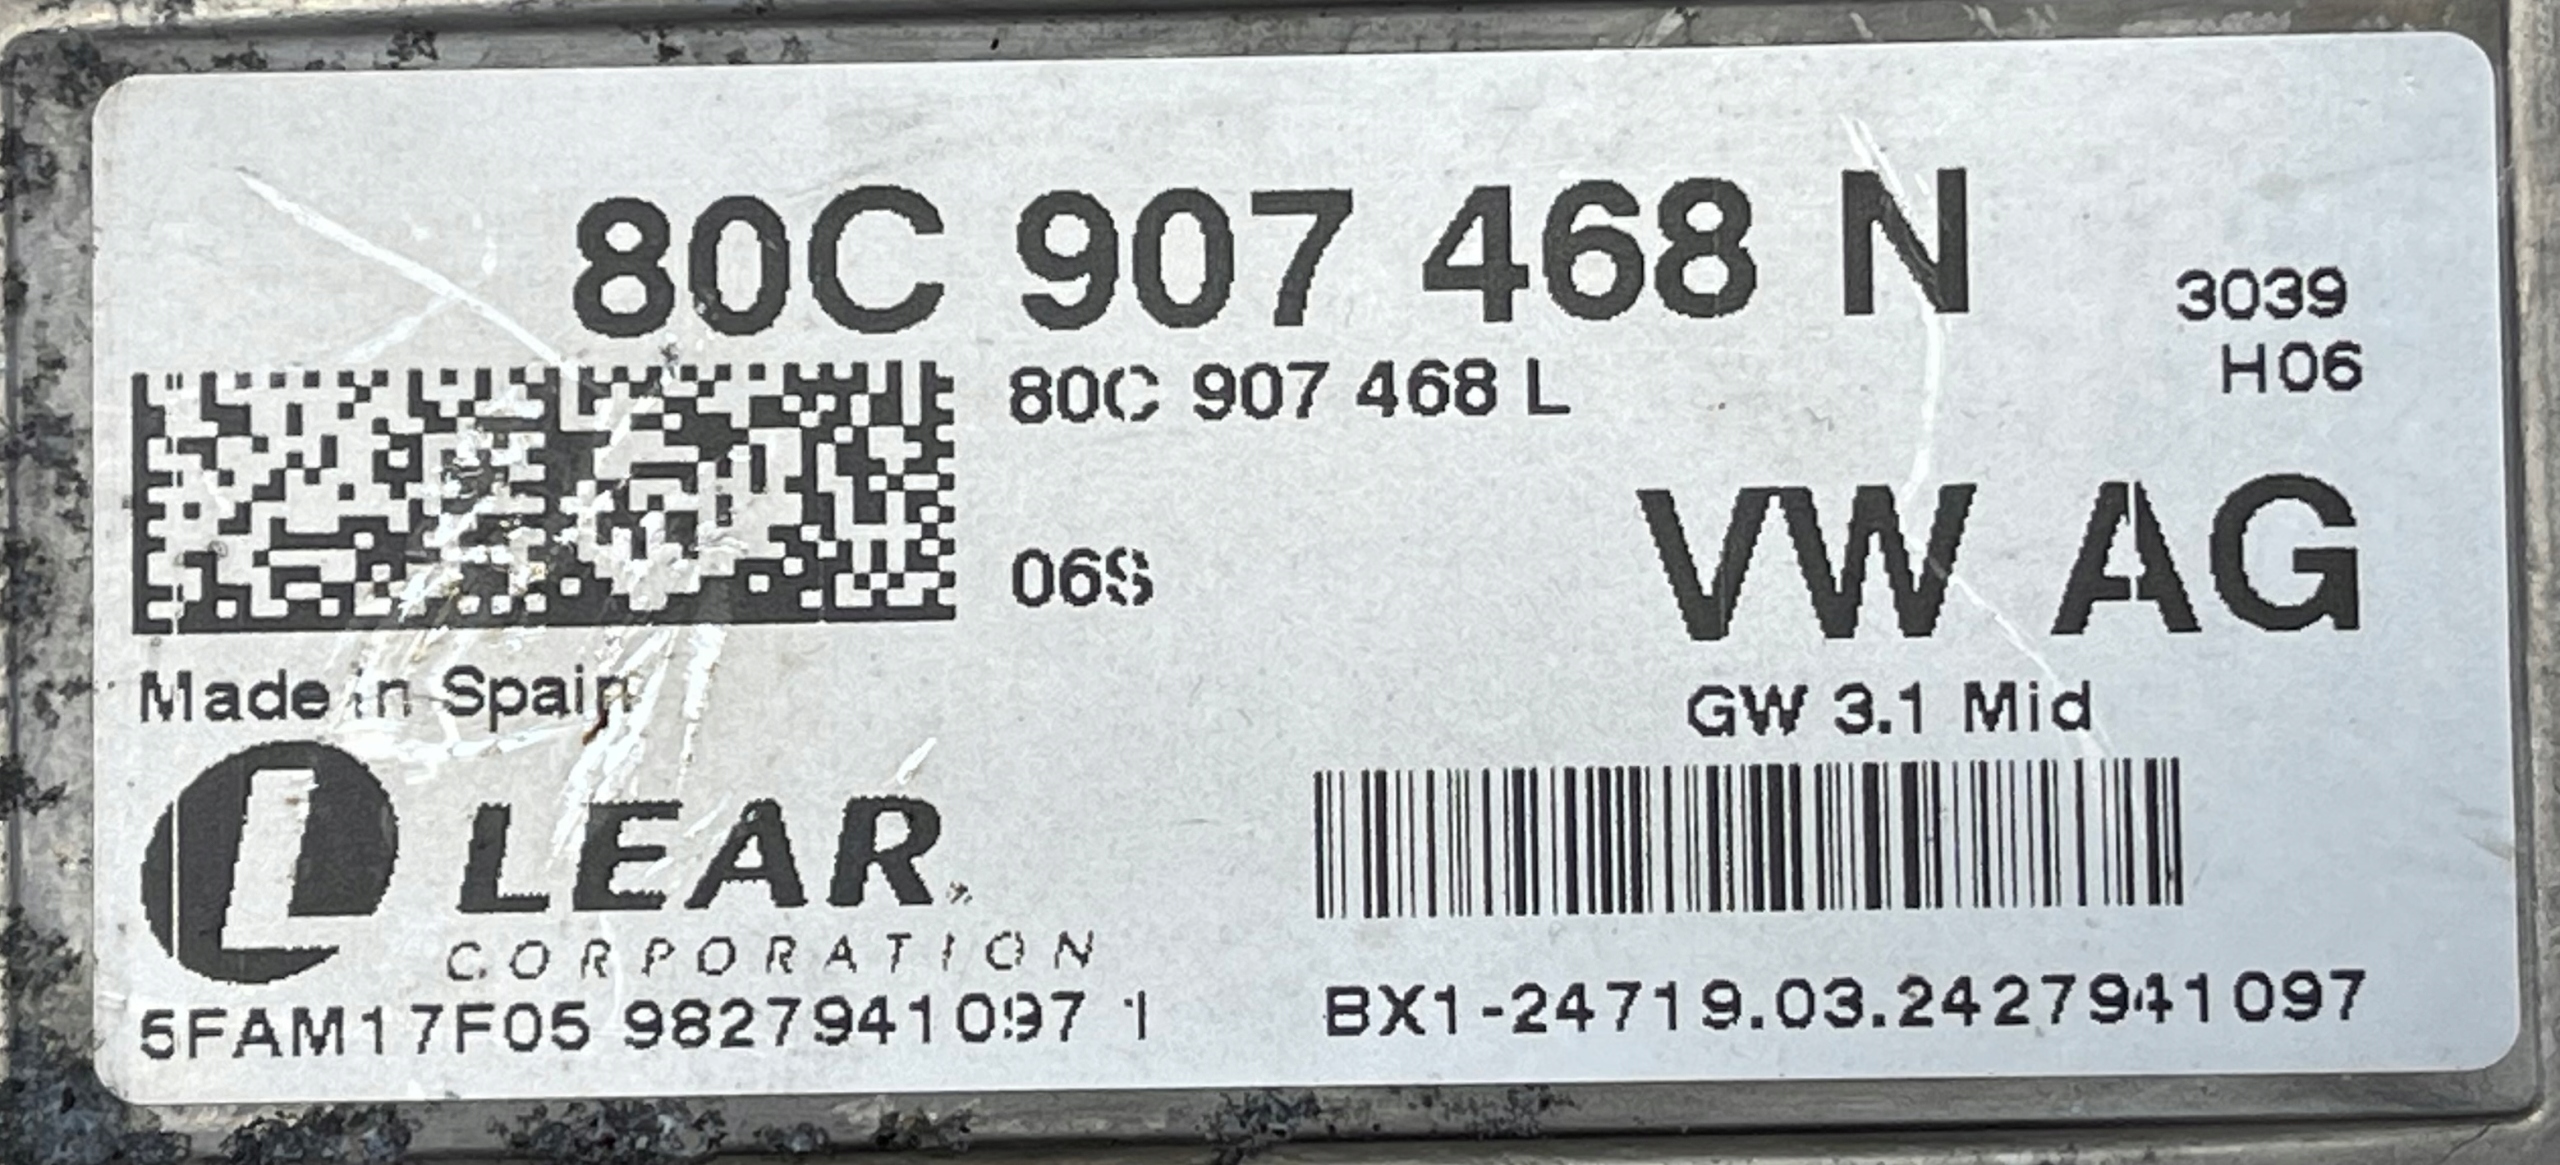 80C 907 468 N
3039
H06
80C 907 468 L
06S
VW AG
Made in Spain
GW 3.1 Mid
L LEAR
CORPORATION
5FAM17F05 9827941097 1
BX1-24719.03.2427941097